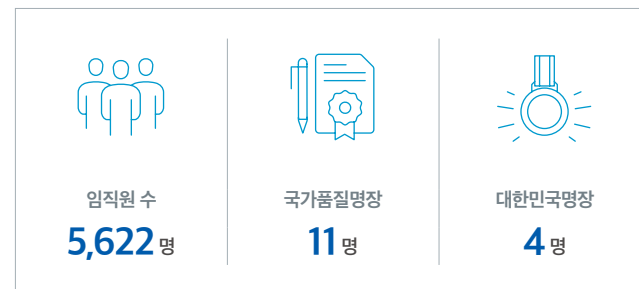 임직원 수
5,622 명
국가품질명장
11 명
대한민국명장
4 명